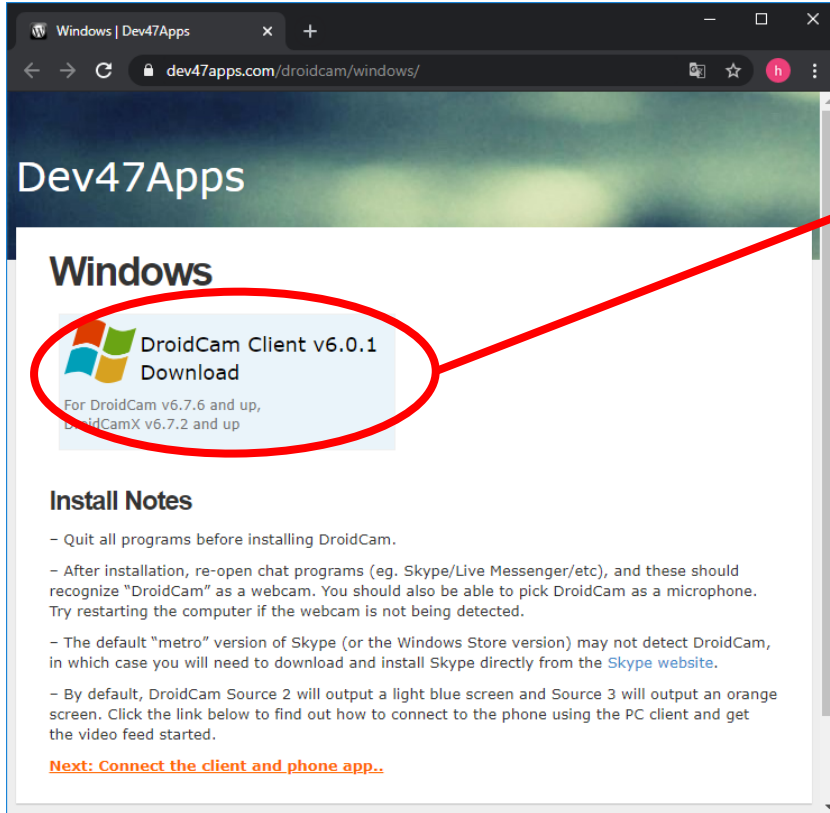 Windows | Dev47Apps
dev47apps.com/droidcam/windows/
h
Dev47Apps
Windows
DroidCam Client v6.0.1
Download
For DroidCam v6.7.6 and up,
DroidCamX v6.7.2 and up
Install Notes
– Quit all programs before installing DroidCam.
– After installation, re-open chat programs (eg. Skype/Live Messenger/etc), and these should
recognize “DroidCam” as a webcam. You should also be able to pick DroidCam as a microphone.
Try restarting the computer if the webcam is not being detected.
– The default “metro” version of Skype (or the Windows Store version) may not detect DroidCam,
in which case you will need to download and install Skype directly from the Skype website.
– By default, DroidCam Source 2 will output a light blue screen and Source 3 will output an orange
screen. Click the link below to find out how to connect to the phone using the PC client and get
the video feed started.
Next: Connect the client and phone app..